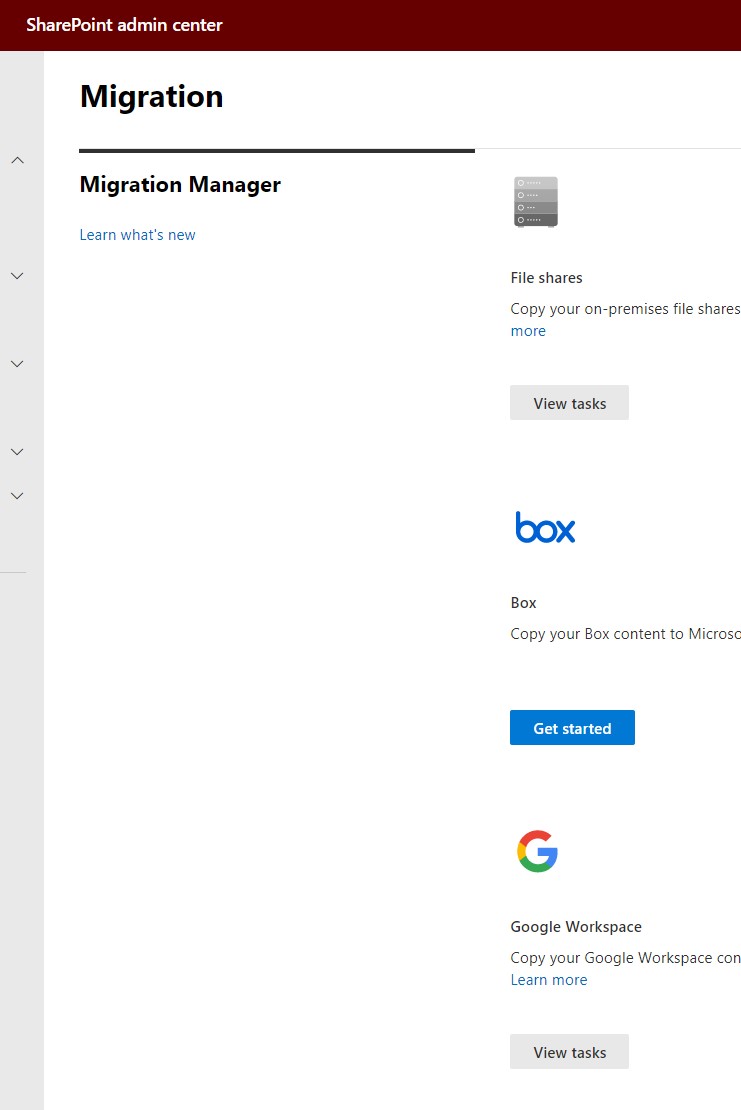 SharePoint admin center
Migration
Migration Manager
Learn what's new
File shares
Copy your on-premises file shares
more
View tasks
box
Box
Copy your Box content to Microso
Get started
Google Workspace
Copy your Google Workspace con
Learn more
View tasks